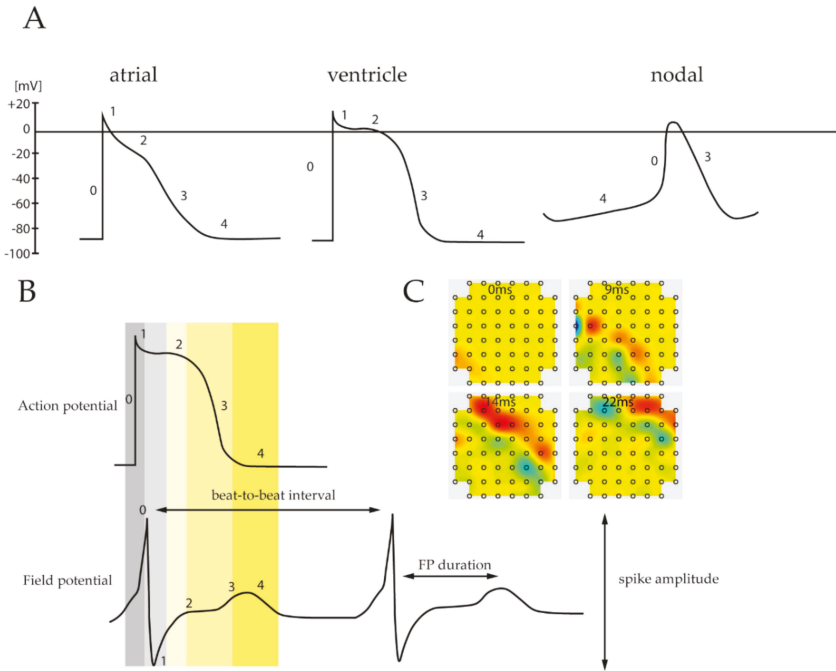 A
atrial
ventricle
nodal
[mV]
+20
0
-20
-40
-60
-80
-100
0
1
2
3
4
0
1
2
3
4
4
0
3
B
Action potential
0
1
2
3
4
beat-to-beat interval
Field potential
0
1
2
3
4
FP duration
spike amplitude
C
0ms
9ms
14ms
22ms